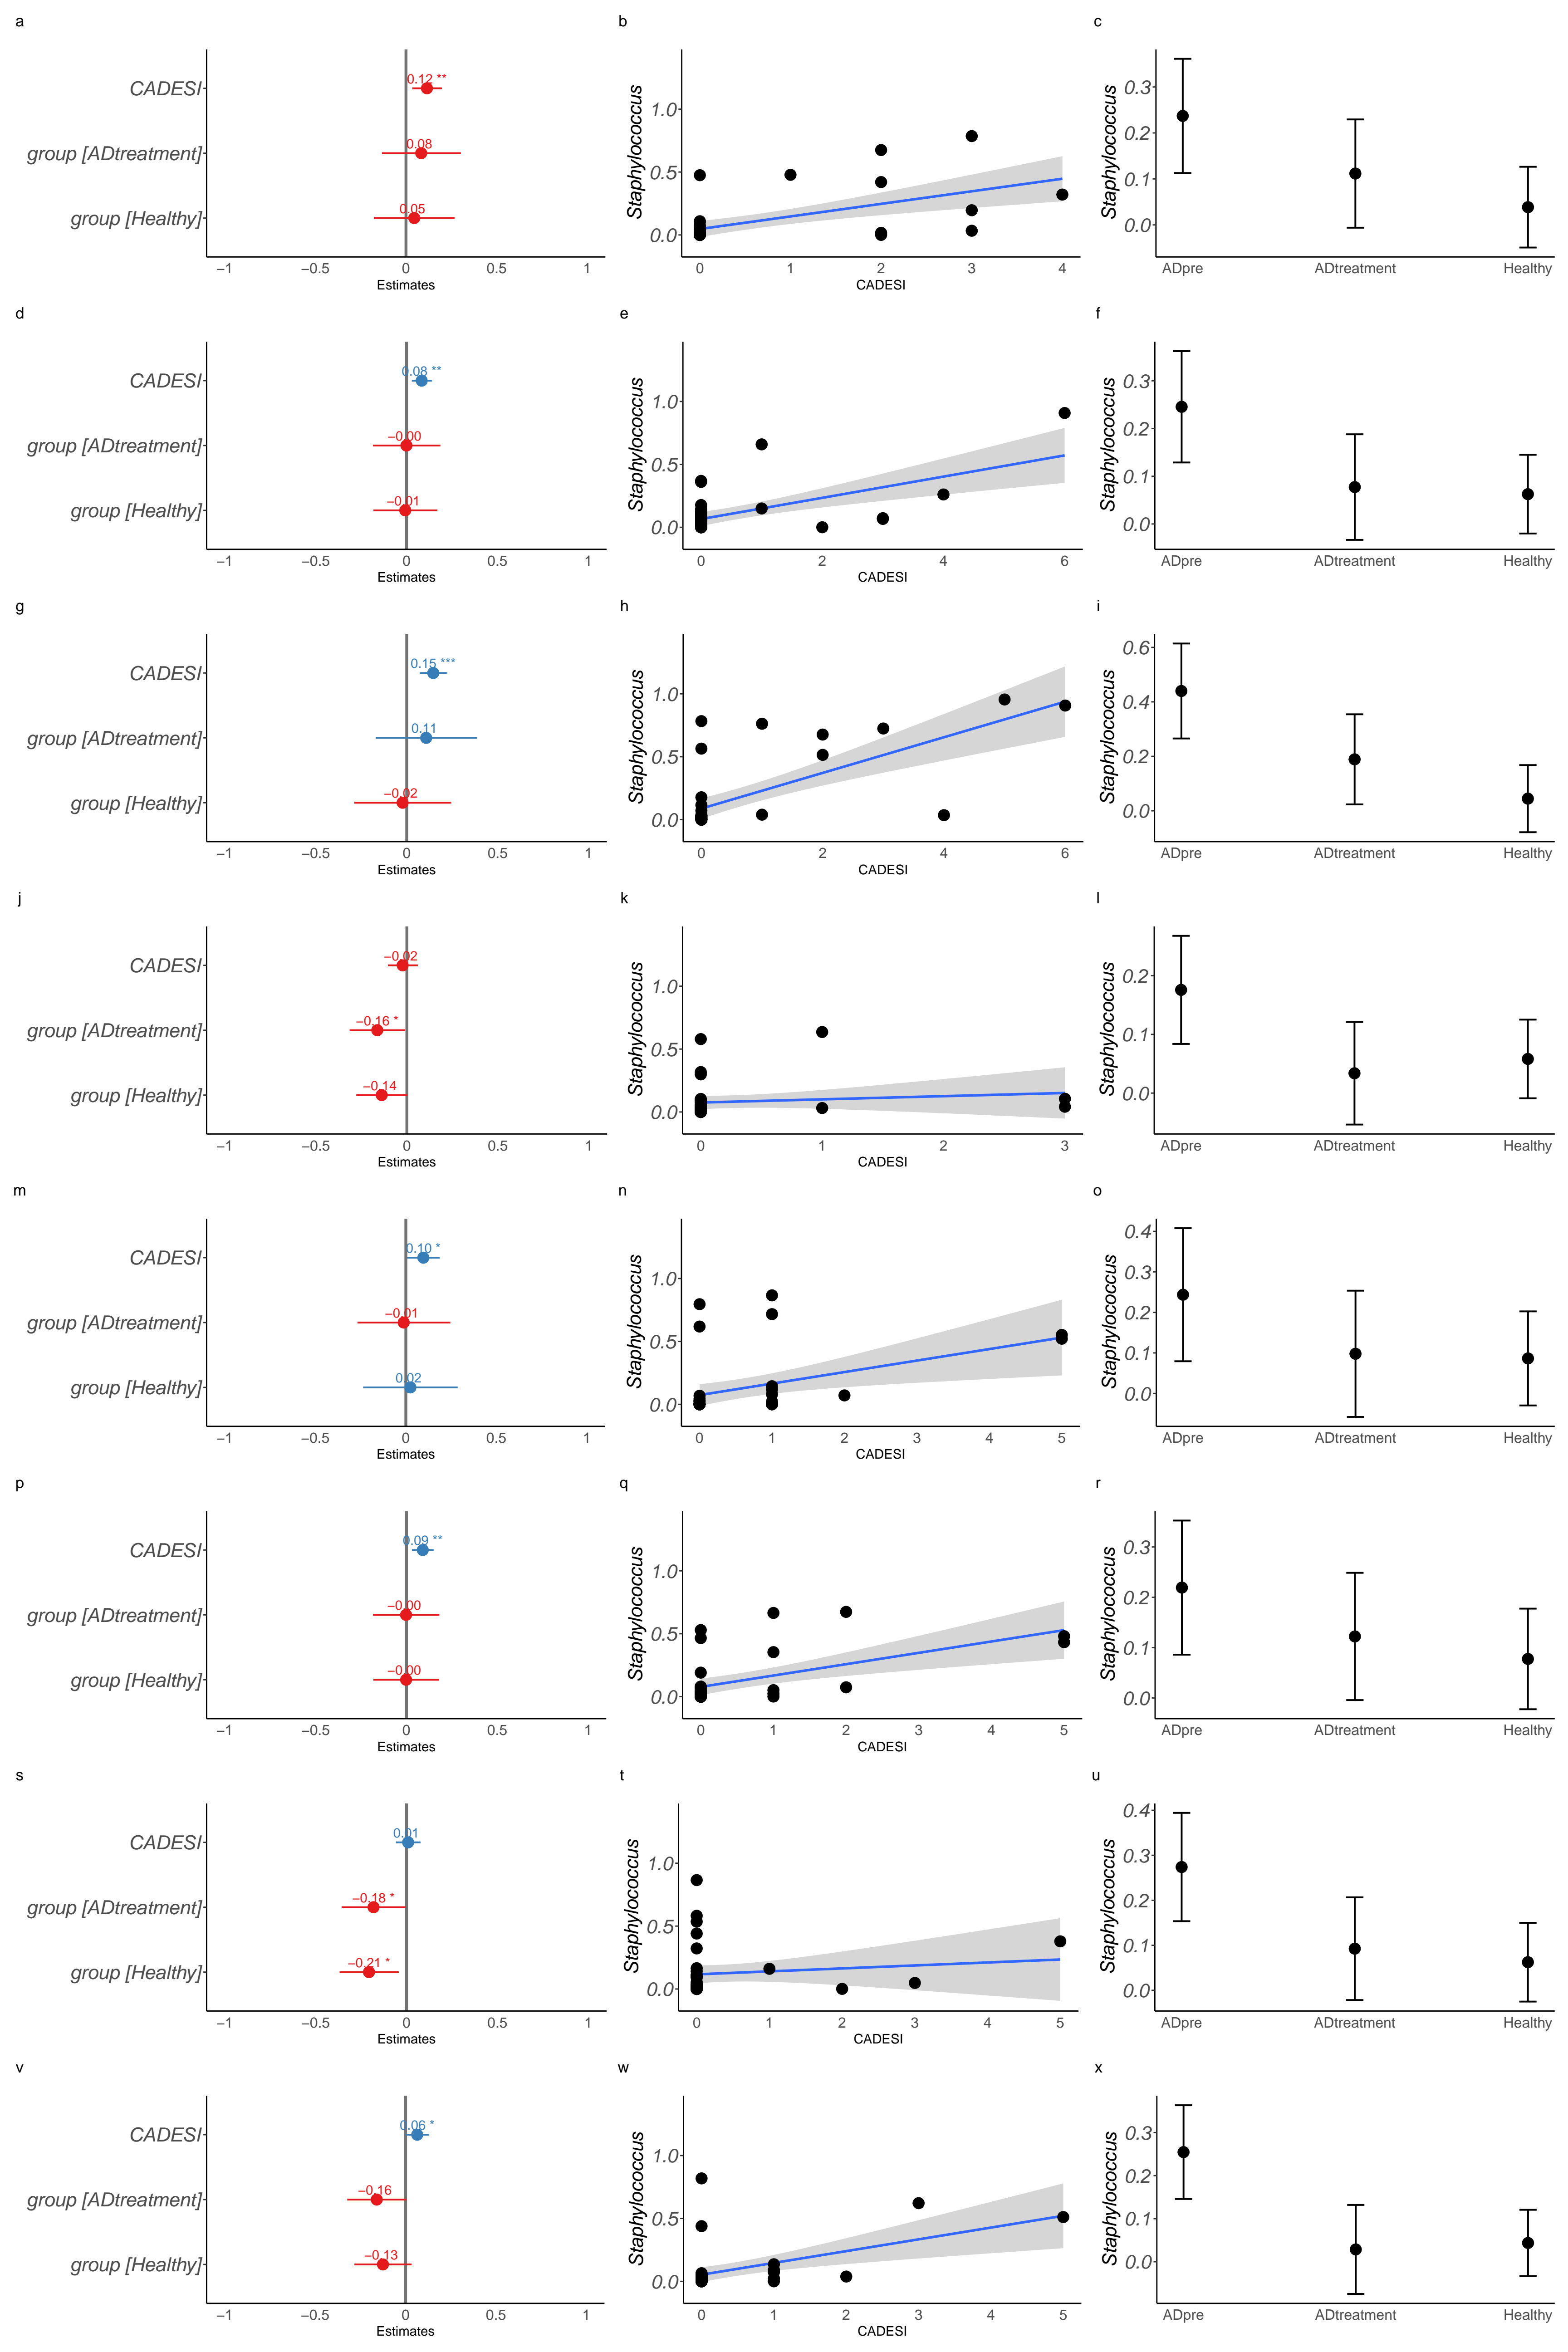 a
CADESI
group [ADtreatment]
group [Healthy]
0.12 **
0.08
0.05
−1 −0.5 0 0.5 1
Estimates
b
Staphylococcus
1.0
0.5
0.0
0 1 2 3 4
CADESI
c
Staphylococcus
0.3
0.2
0.1
0.0
ADpre ADtreatment Healthy
d
CADESI
group [ADtreatment]
group [Healthy]
0.08 **
−0.00
−0.01
−1 −0.5 0 0.5 1
Estimates
e
Staphylococcus
1.0
0.5
0.0
0 2 4 6
CADESI
f
Staphylococcus
0.3
0.2
0.1
0.0
ADpre ADtreatment Healthy
g
CADESI
group [ADtreatment]
group [Healthy]
0.15 ***
0.11
−0.02
−1 −0.5 0 0.5 1
Estimates
h
Staphylococcus
1.0
0.5
0.0
0 2 4 6
CADESI
i
Staphylococcus
0.6
0.4
0.2
0.0
ADpre ADtreatment Healthy
j
CADESI
group [ADtreatment]
group [Healthy]
−0.02
−0.16 *
−0.14
−1 −0.5 0 0.5 1
Estimates
k
Staphylococcus
1.0
0.5
0.0
0 1 2 3
CADESI
l
Staphylococcus
0.2
0.1
0.0
ADpre ADtreatment Healthy
m
CADESI
group [ADtreatment]
group [Healthy]
0.10 *
−0.01
0.02
−1 −0.5 0 0.5 1
Estimates
n
Staphylococcus
1.0
0.5
0.0
0 1 2 3 4 5
CADESI
o
Staphylococcus
0.4
0.3
0.2
0.1
0.0
ADpre ADtreatment Healthy
p
CADESI
group [ADtreatment]
group [Healthy]
0.09 **
−0.00
−0.00
−1 −0.5 0 0.5 1
Estimates
q
Staphylococcus
1.0
0.5
0.0
0 1 2 3 4 5
CADESI
r
Staphylococcus
0.3
0.2
0.1
0.0
ADpre ADtreatment Healthy
s
CADESI
group [ADtreatment]
group [Healthy]
0.01
−0.18 *
−0.21 *
−1 −0.5 0 0.5 1
Estimates
t
Staphylococcus
1.0
0.5
0.0
0 1 2 3 4 5
CADESI
u
Staphylococcus
0.4
0.3
0.2
0.1
0.0
ADpre ADtreatment Healthy
v
CADESI
group [ADtreatment]
group [Healthy]
0.06 *
−0.16
−0.13
−1 −0.5 0 0.5 1
Estimates
w
Staphylococcus
1.0
0.5
0.0
0 1 2 3 4 5
CADESI
x
Staphylococcus
0.3
0.2
0.1
0.0
ADpre ADtreatment Healthy